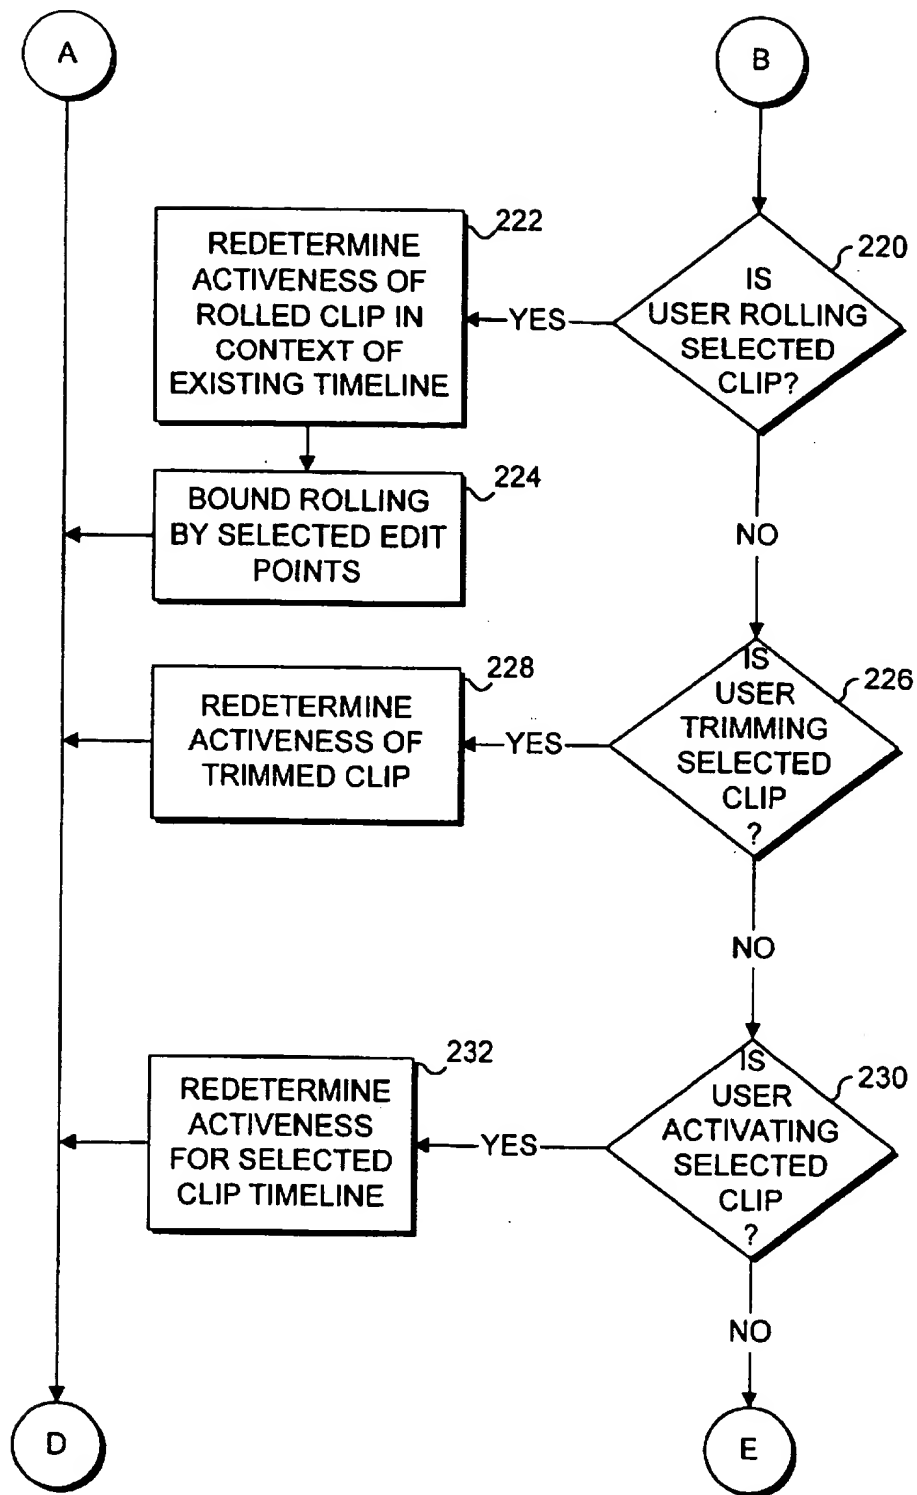 A
B
222
REDETERMINE
ACTIVENESS OF
ROLLED CLIP IN
CONTEXT OF
EXISTING TIMELINE
YES
220
IS
USER ROLLING
SELECTED
CLIP?
224
BOUND ROLLING
BY SELECTED EDIT
POINTS
NO
228
REDETERMINE
ACTIVENESS OF
TRIMMED CLIP
YES
226
IS
USER
TRIMMING
SELECTED
CLIP
?
NO
232
REDETERMINE
ACTIVENESS
FOR SELECTED
CLIP TIMELINE
YES
230
IS
USER
ACTIVATING
SELECTED
CLIP
?
NO
D
E